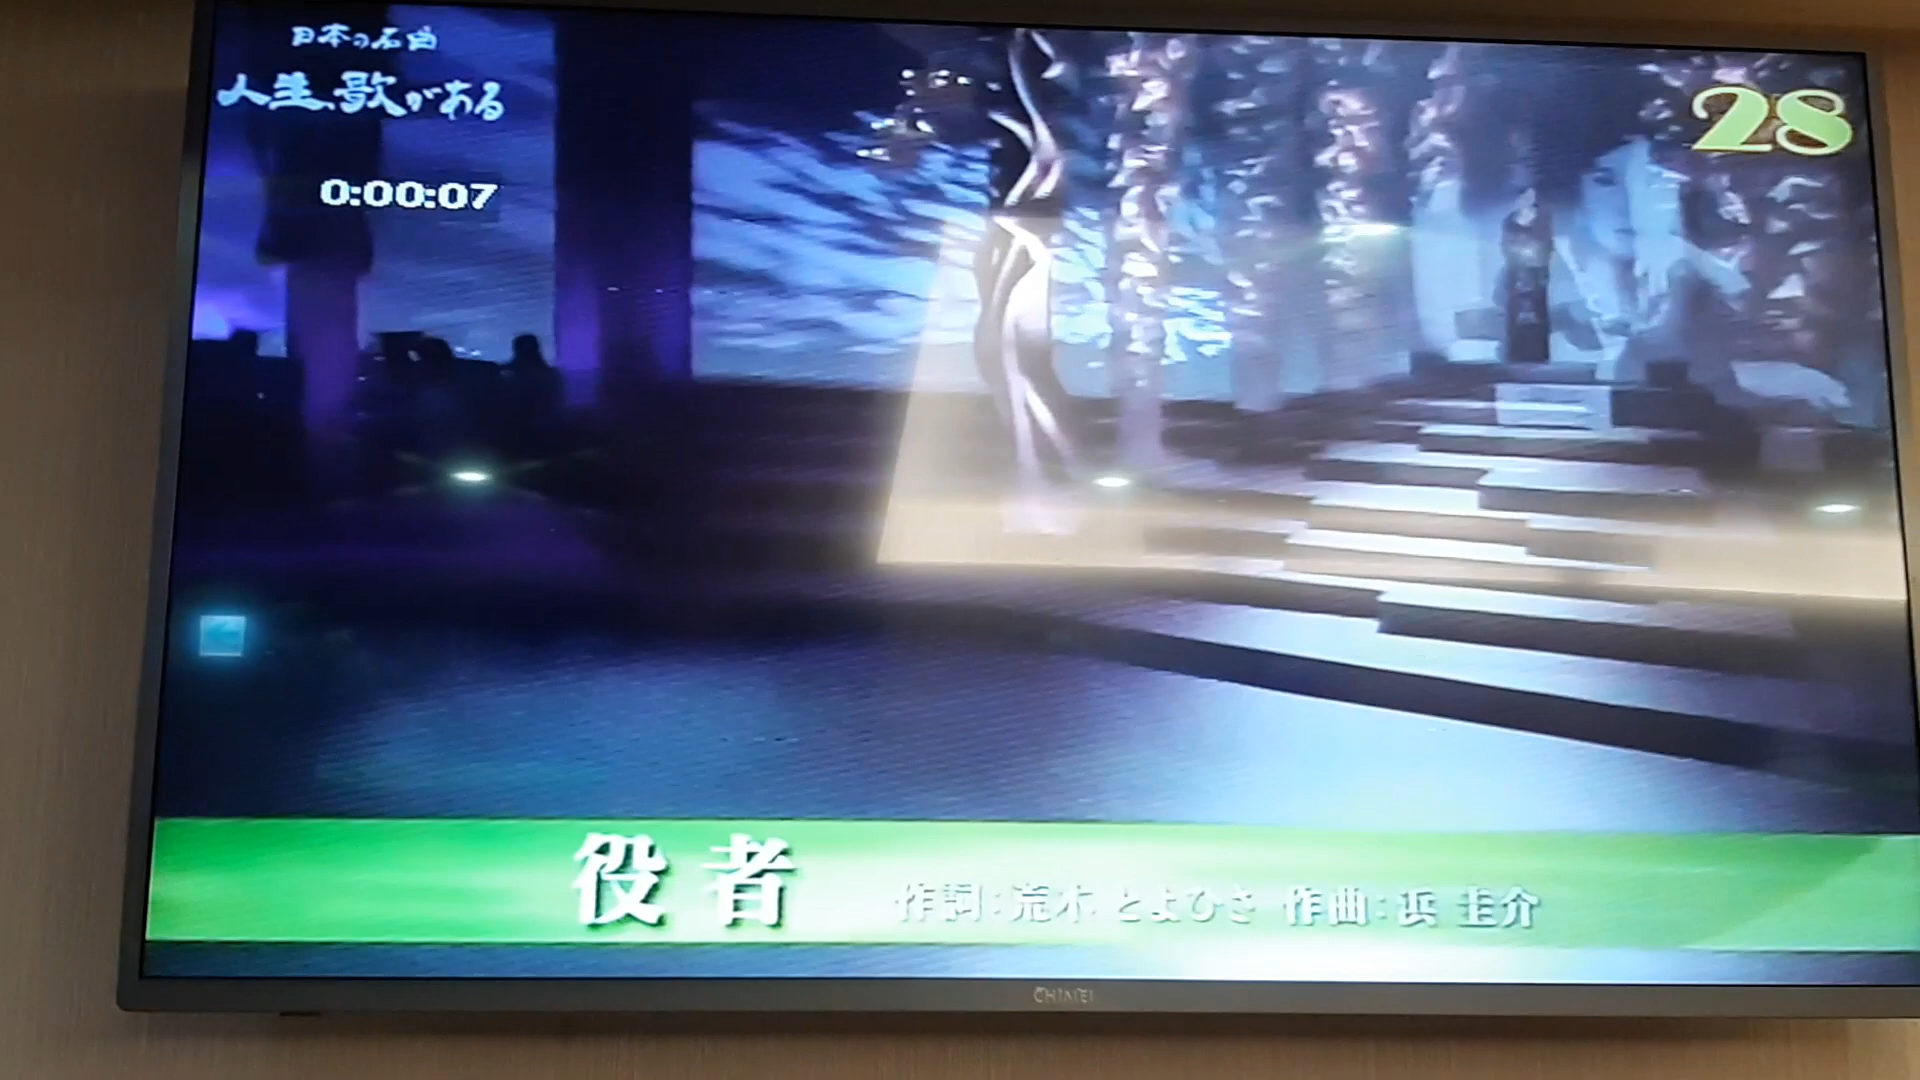 日本の名曲
人生、歌がある
28
0:00:07
役者 作詞:荒木 とよひさ 作曲:浜 圭介
CHIMEI